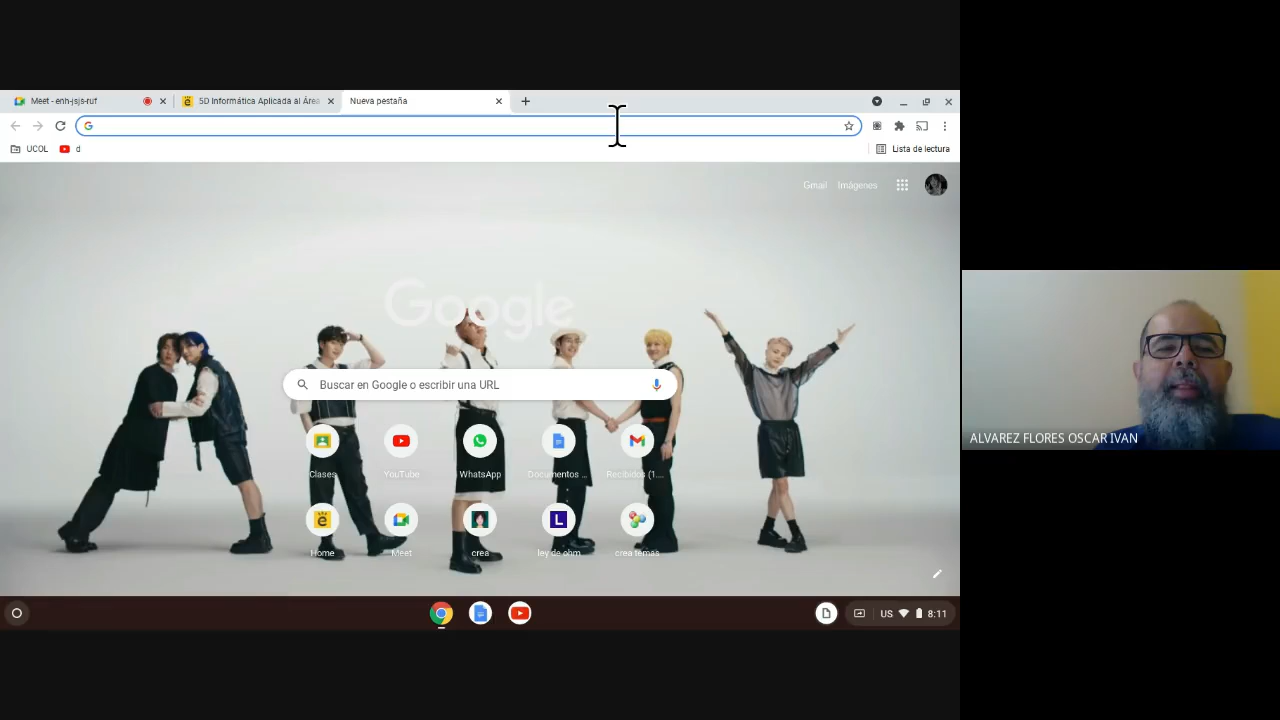 Meet - enh-jsjs-ruf
5D Informática Aplicada al Área
Nueva pestaña
UCOL
d
Lista de lectura
Gmail
Imágenes
Google
Buscar en Google o escribir una URL
Clases
YouTube
WhatsApp
Documentos ...
Recibidos (1...
Home
Meet
crea
ley de ohm
crea temas
US
8:11
ALVAREZ FLORES OSCAR IVAN